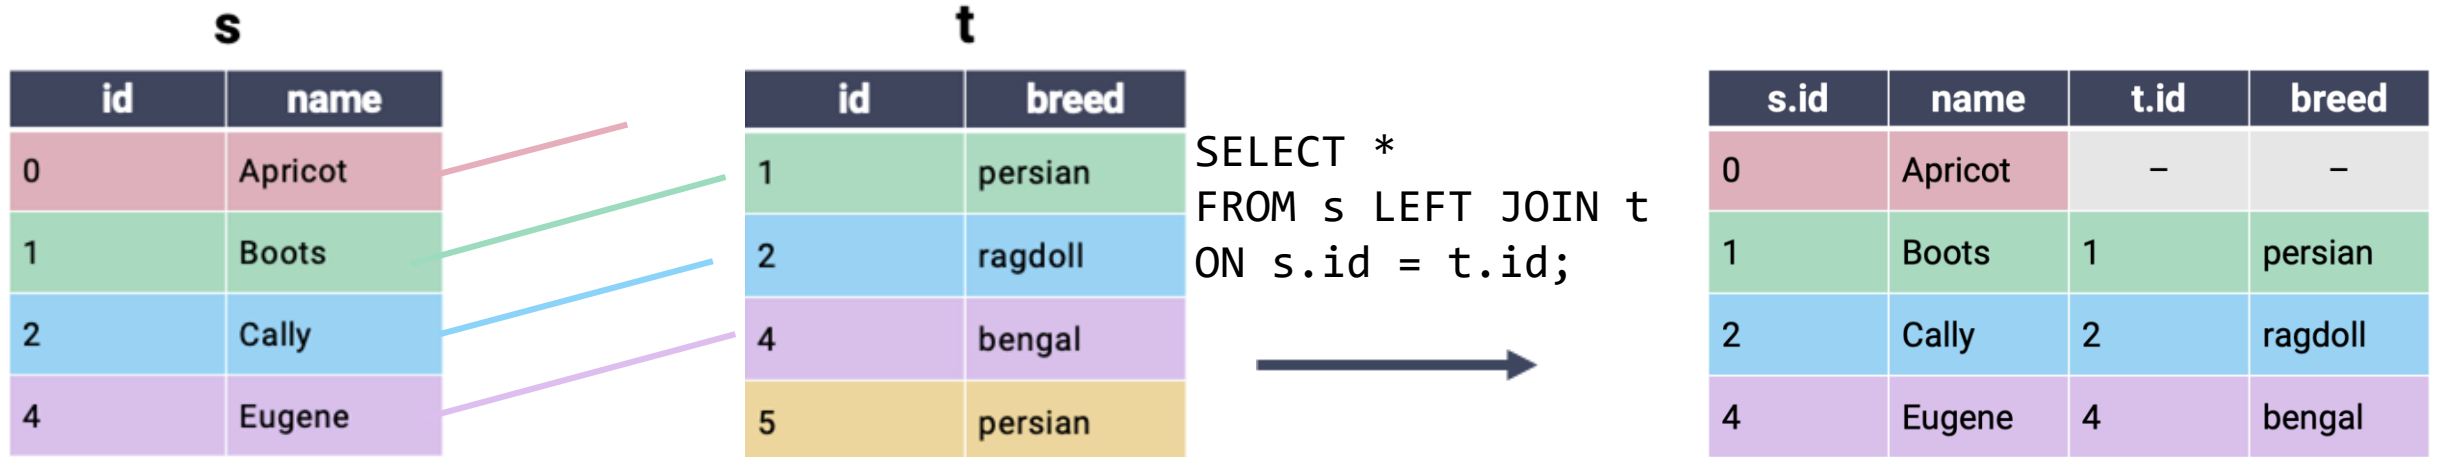 s
id name
0 Apricot
1 Boots
2 Cally
4 Eugene
t
id breed
1 persian
2 ragdoll
4 bengal
5 persian
SELECT *
FROM s LEFT JOIN t
ON s.id = t.id;
s.id name t.id breed
0 Apricot – –
1 Boots 1 persian
2 Cally 2 ragdoll
4 Eugene 4 bengal